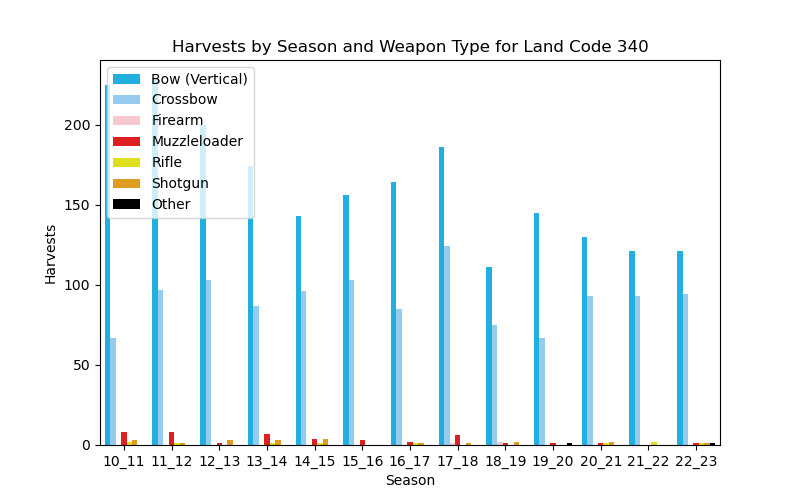 Harvests by Season and Weapon Type for Land Code 340
Bow (Vertical)
Crossbow
Firearm
Muzzleloader
Rifle
Shotgun
Other
Harvests
200
150
100
50
0
10_11 11_12 12_13 13_14 14_15 15_16 16_17 17_18 18_19 19_20 20_21 21_22 22_23
Season